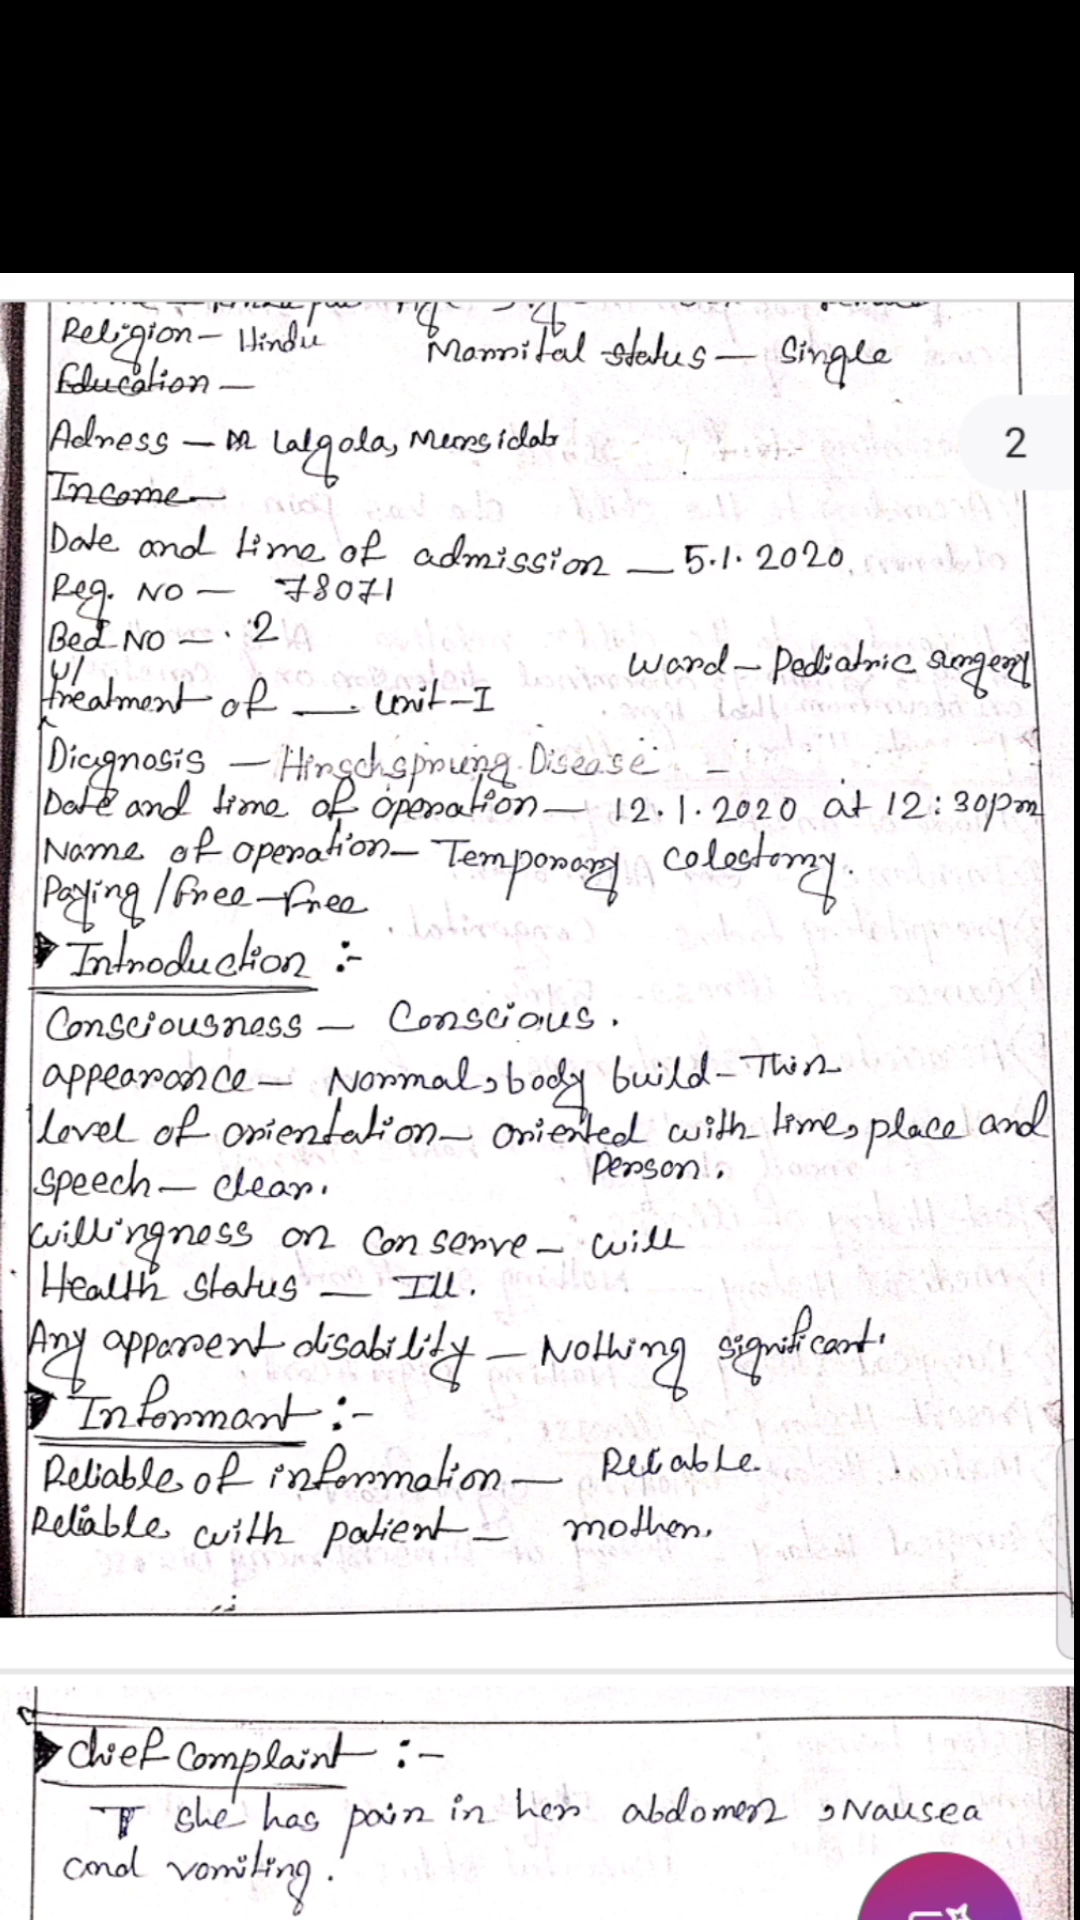 Religion - Hindu Marrital status - Single
Education -
Adress - Lalgola, Mursidab
Income -
Date and time of admission - 5.1.2020.
Reg. NO - 78071
Bed NO - 2
Ward - Pediatric surgery
U/
treatment of - Unit-I
Diagnosis - Hirschsprung Disease -
Date and time of operation - 12.1.2020 at 12:30pm
Name of operation - Temporary colostomy.
Paying / free - free
Introduction :-
Consciousness - Conscious.
appearance - Normal, body build - Thin
level of orientation - oriented with time, place and
person.
speech - clear.
willingness on conserve - will
Health status - Ill.
Any apparent disability - Nothing significant.
Informant :-
Reliable of information - Reliable.
Reliable with patient - mother.
2
Chief Complaint :-
she has pain in her abdomen, Nausea
and vomiting.